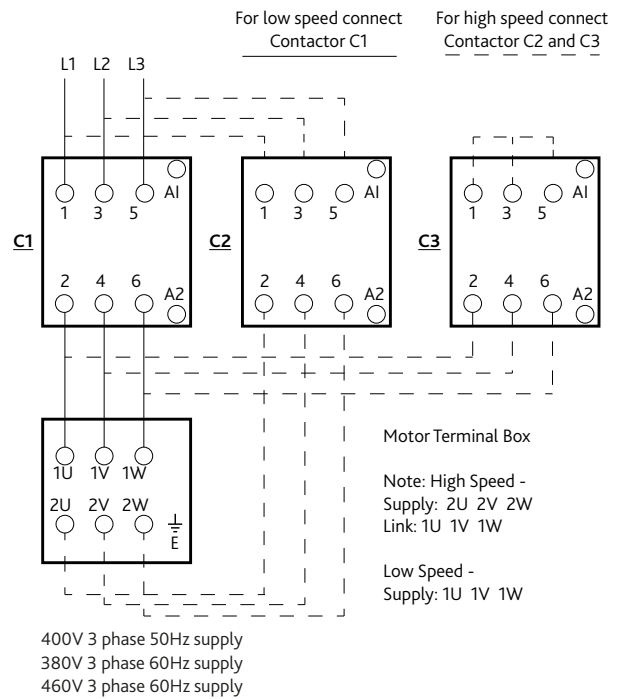 For low speed connect
Contactor C1
For high speed connect
Contactor C2 and C3
L1 L2 L3
AI AI AI
1 3 5 1 3 5 1 3 5
C1 C2 C3
2 4 6 2 4 6 2 4 6
A2 A2 A2
Motor Terminal Box
1U 1V 1W
Note: High Speed -
2U 2V 2W
Supply: 2U 2V 2W
Link: 1U 1V 1W
E
Low Speed -
Supply: 1U 1V 1W
400V 3 phase 50Hz supply
380V 3 phase 60Hz supply
460V 3 phase 60Hz supply